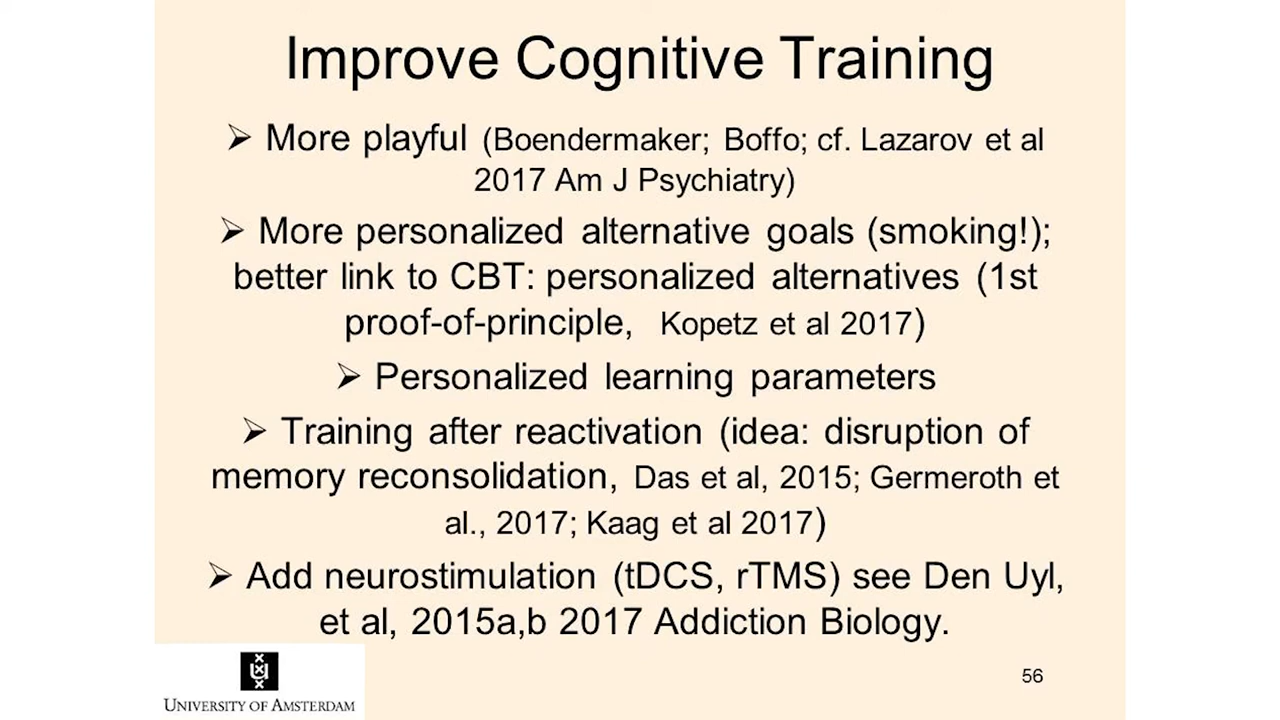 Improve Cognitive Training
➢ More playful (Boendermaker; Boffo; cf. Lazarov et al
2017 Am J Psychiatry)
➢ More personalized alternative goals (smoking!);
better link to CBT: personalized alternatives (1st
proof-of-principle, Kopetz et al 2017)
➢ Personalized learning parameters
➢ Training after reactivation (idea: disruption of
memory reconsolidation, Das et al, 2015; Germeroth et
al., 2017; Kaag et al 2017)
➢ Add neurostimulation (tDCS, rTMS) see Den Uyl,
et al, 2015a,b 2017 Addiction Biology.
56
UNIVERSITY OF AMSTERDAM